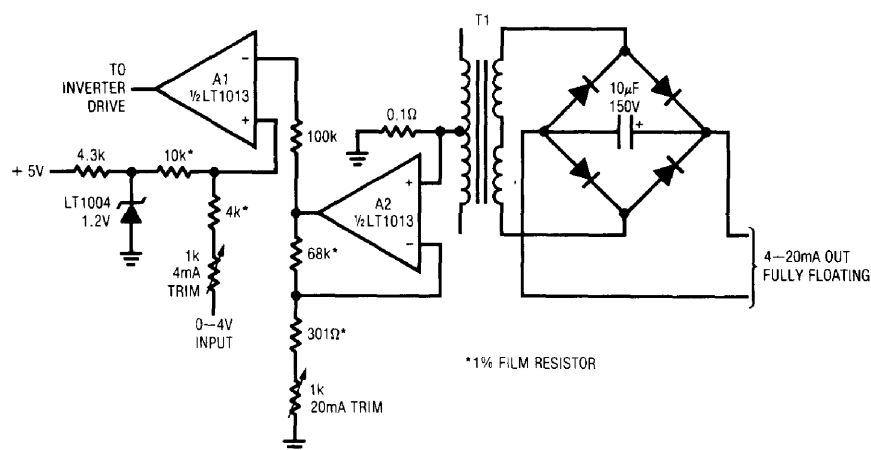 T1
TO
INVERTER
DRIVE
−
A1
½LT1013
+
10µF
150V
+
0.1Ω
100k
+5V
4.3k
10k*
LT1004
1.2V
4k*
+
A2
½LT1013
−
68k*
1k
4mA
TRIM
4–20mA OUT
FULLY FLOATING
0–4V
INPUT
301Ω*
*1% FILM RESISTOR
1k
20mA TRIM